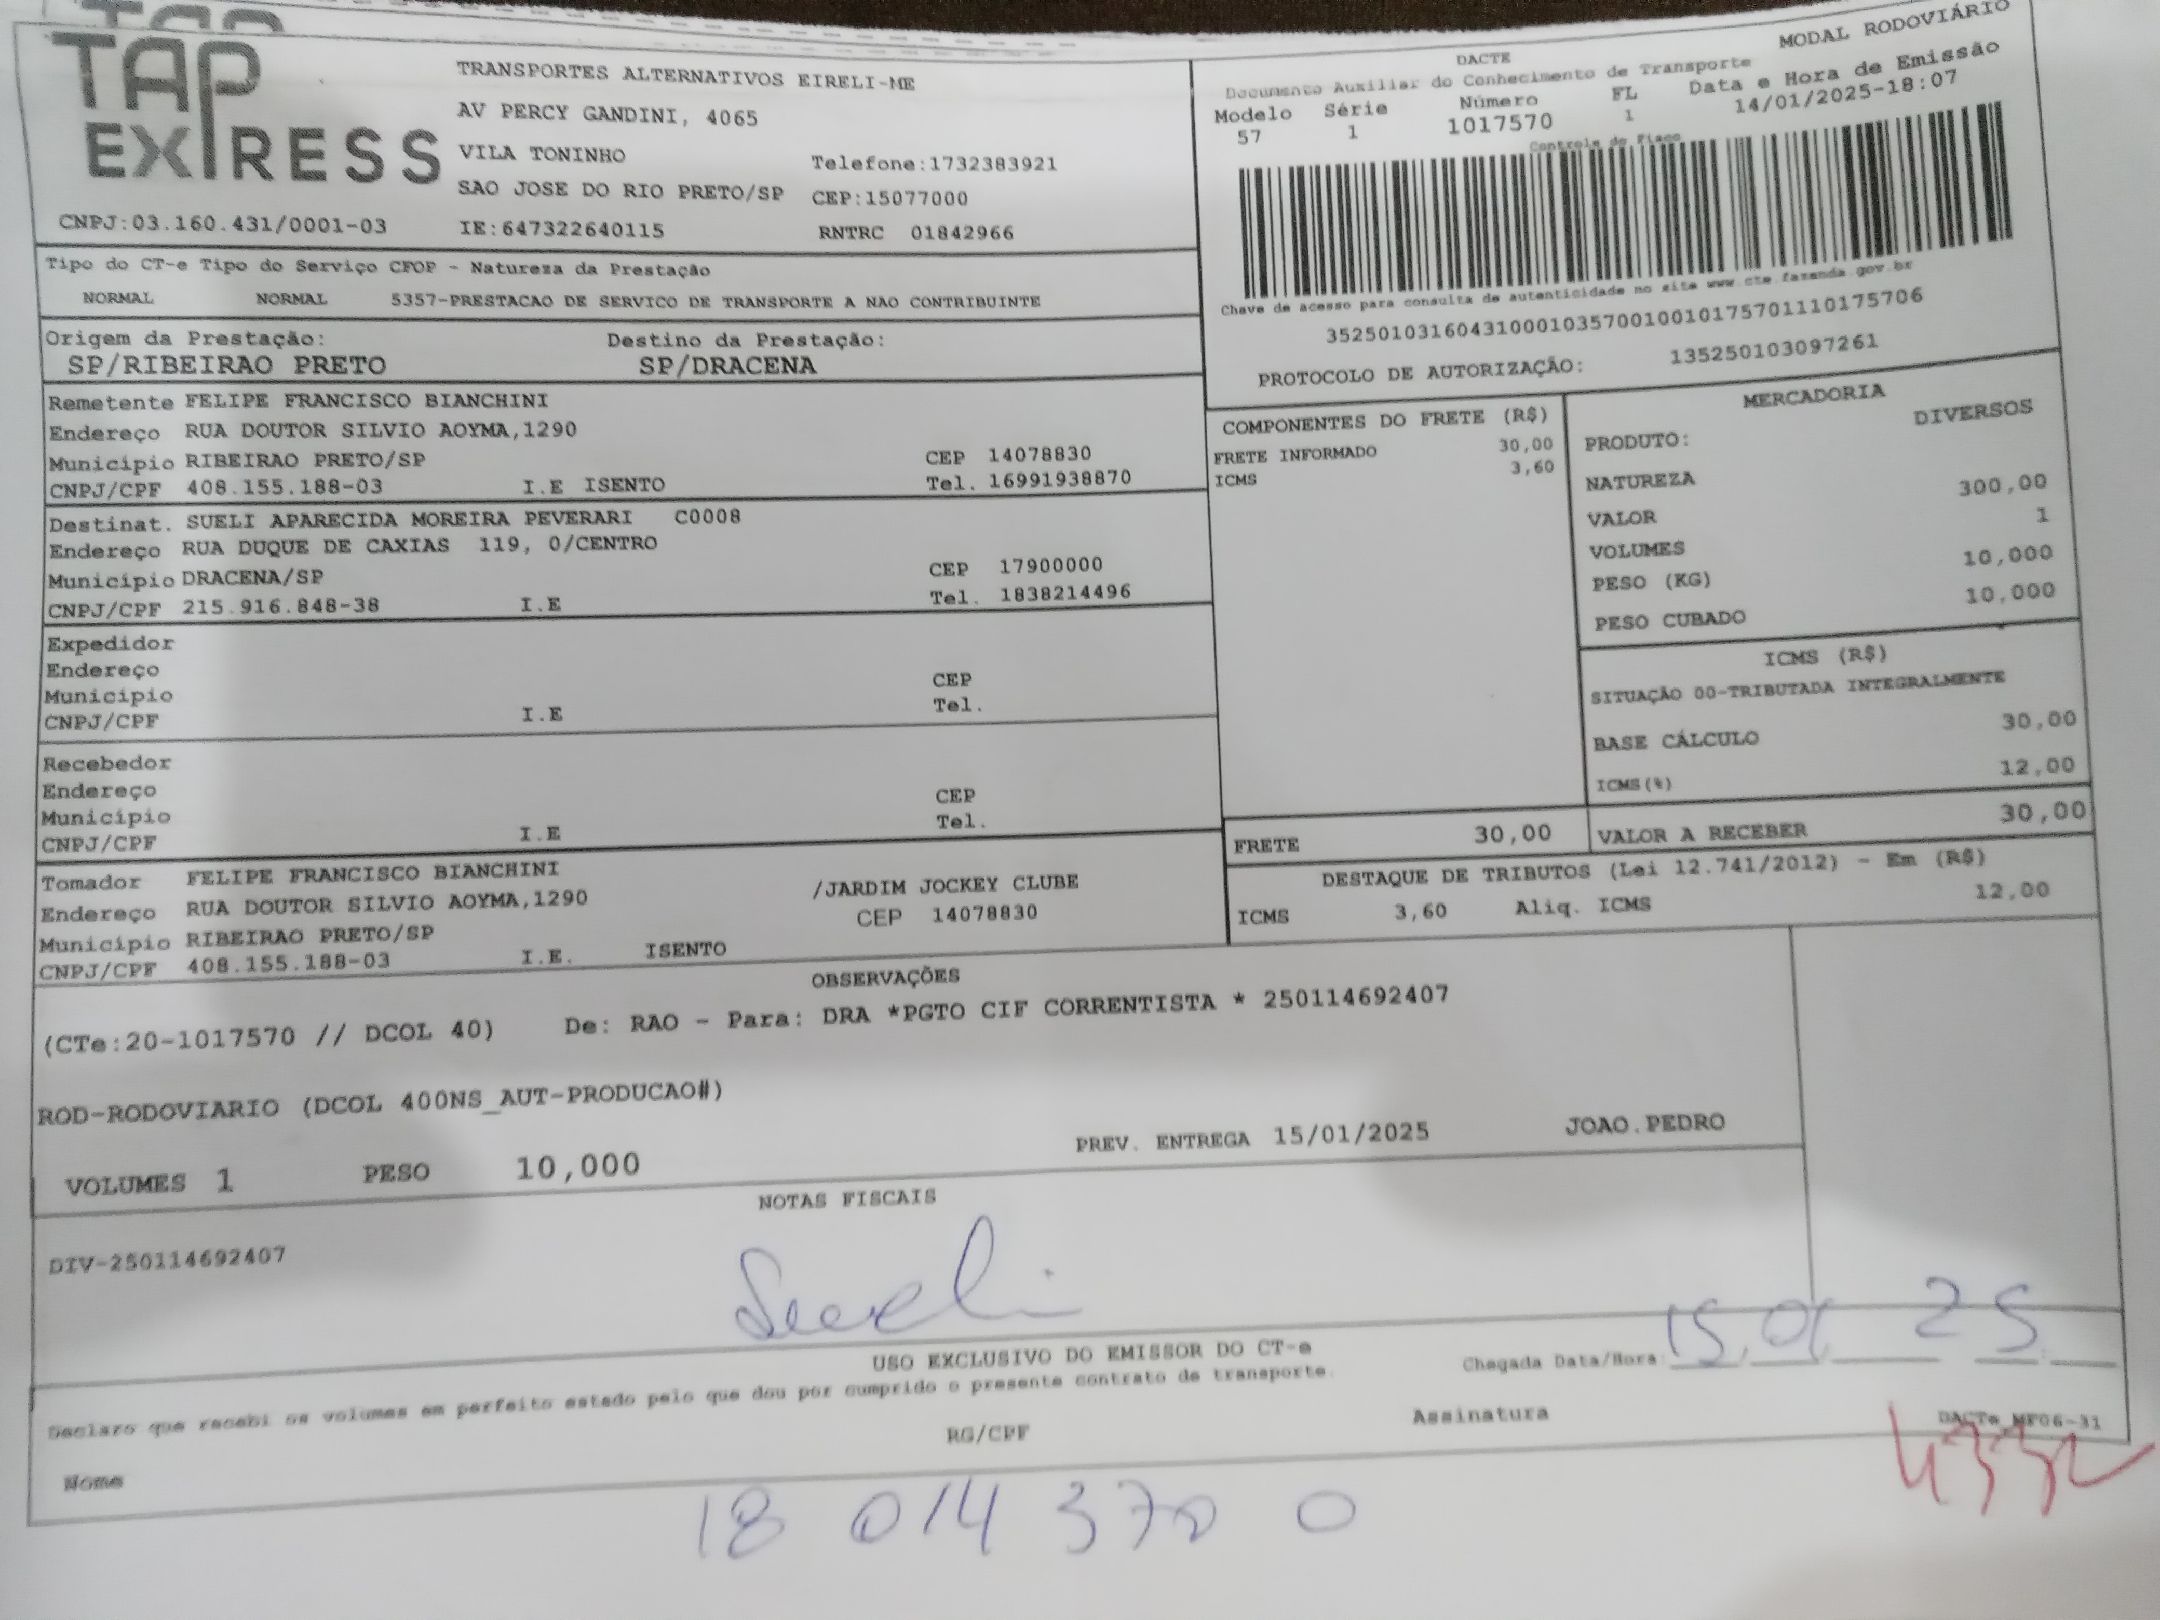 TAP
EXPRESS
TRANSPORTES ALTERNATIVOS EIRELI-ME
AV PERCY GANDINI, 4065
VILA TONINHO
Telefone:1732383921
SAO JOSE DO RIO PRETO/SP CEP:15077000
CNPJ:03.160.431/0001-03 IE:647322640115 RNTRC 01842966
DACTE
MODAL RODOVIÁRIO
Documento Auxiliar do Conhecimento de Transporte
Modelo Série Número FL Data e Hora de Emissão
57 1 1017570 1 14/01/2025-18:07
Controle do Fisco
Chave de acesso para consulta de autenticidade no site www.cte.fazenda.gov.br
35250103160431000103570010010175701110175706
PROTOCOLO DE AUTORIZAÇÃO: 135250103097261
Tipo do CT-e Tipo do Serviço CFOP - Natureza da Prestação
NORMAL NORMAL 5357-PRESTACAO DE SERVICO DE TRANSPORTE A NAO CONTRIBUINTE
Origem da Prestação: Destino da Prestação:
SP/RIBEIRAO PRETO SP/DRACENA
Remetente FELIPE FRANCISCO BIANCHINI
Endereço RUA DOUTOR SILVIO AOYMA,1290
Município RIBEIRAO PRETO/SP CEP 14078830
CNPJ/CPF 408.155.188-03 I.E ISENTO Tel. 16991938870
Destinat. SUELI APARECIDA MOREIRA PEVERARI C0008
Endereço RUA DUQUE DE CAXIAS 119, 0/CENTRO
Município DRACENA/SP CEP 17900000
CNPJ/CPF 215.916.848-38 I.E Tel. 1838214496
Expedidor
Endereço
Município CEP
CNPJ/CPF I.E Tel.
Recebedor
Endereço
Município CEP
CNPJ/CPF I.E Tel.
Tomador FELIPE FRANCISCO BIANCHINI
Endereço RUA DOUTOR SILVIO AOYMA,1290 /JARDIM JOCKEY CLUBE
Município RIBEIRAO PRETO/SP CEP 14078830
CNPJ/CPF 408.155.188-03 I.E. ISENTO
COMPONENTES DO FRETE (R$)
FRETE INFORMADO 30,00
ICMS 3,60
MERCADORIA
PRODUTO: DIVERSOS
NATUREZA
VALOR 300,00
VOLUMES 1
PESO (KG) 10,000
PESO CUBADO 10,000
ICMS (R$)
SITUAÇÃO 00-TRIBUTADA INTEGRALMENTE
BASE CÁLCULO 30,00
ICMS(%) 12,00
FRETE 30,00 VALOR A RECEBER 30,00
DESTAQUE DE TRIBUTOS (Lei 12.741/2012) - Em (R$)
ICMS 3,60 Aliq. ICMS 12,00
OBSERVAÇÕES
(CTe:20-1017570 // DCOL 40) De: RAO - Para: DRA *PGTO CIF CORRENTISTA * 250114692407
ROD-RODOVIARIO (DCOL 400NS_AUT-PRODUCAO#)
PREV. ENTREGA 15/01/2025 JOAO.PEDRO
VOLUMES 1 PESO 10,000
NOTAS FISCAIS
DIV-250114692407
Sueli
USO EXCLUSIVO DO EMISSOR DO CT-e
Chegada Data/Hora: 15,01 25
Declaro que recebi os volumes em perfeito estado pelo que dou por cumprido o presente contrato de transporte.
Nome RG/CPF Assinatura
DACTe MF06-31
18 014 370 0